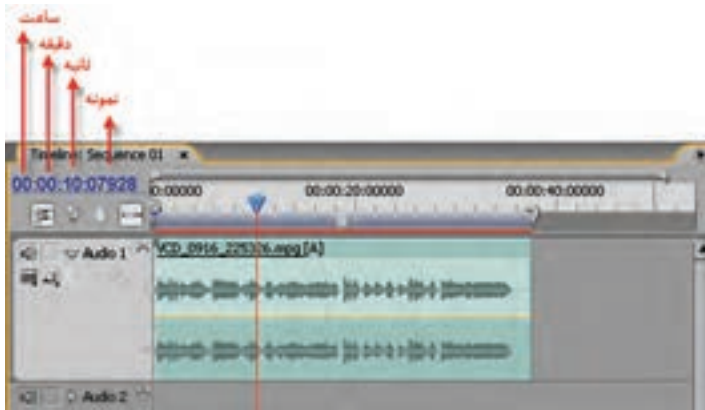 ساعت
دقیقه
ثانیه
نمونه
Timeline: Sequence 01
00:00:10:07928
0:00000 00:00:20:00000 00:00:40:00000
Audio 1
VCD_0916_225326.mpg [A]
Audio 2